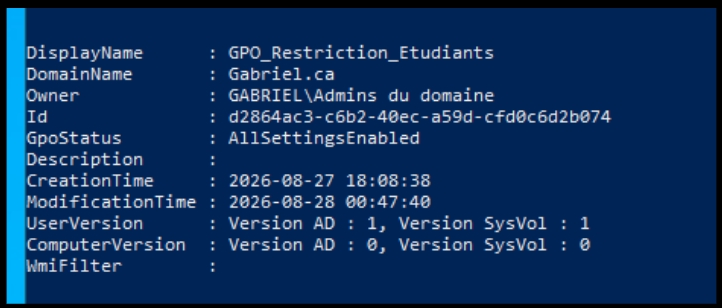 DisplayName : GPO_Restriction_Etudiants
DomainName : Gabriel.ca
Owner : GABRIEL\Admins du domaine
Id : d2864ac3-c6b2-40ec-a59d-cfd0c6d2b074
GpoStatus : AllSettingsEnabled
Description :
CreationTime : 2026-08-27 18:08:38
ModificationTime : 2026-08-28 00:47:40
UserVersion : Version AD : 1, Version SysVol : 1
ComputerVersion : Version AD : 0, Version SysVol : 0
WmiFilter :